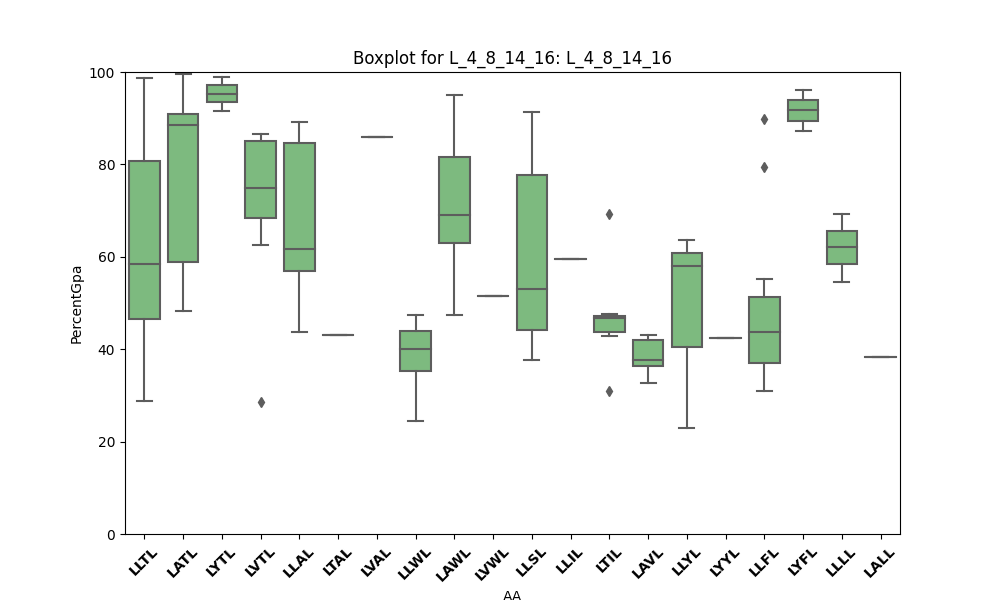 Boxplot for L_4_8_14_16: L_4_8_14_16
100
80
60
40
20
0
PercentGpa
LLTL LATL LYTL LVTL LLAL LTAL LVAL LLWL LAWL LVWL LLSL LLIL LTIL LAVL LLYL LYYL LLFL LYFL LLLL LALL
AA